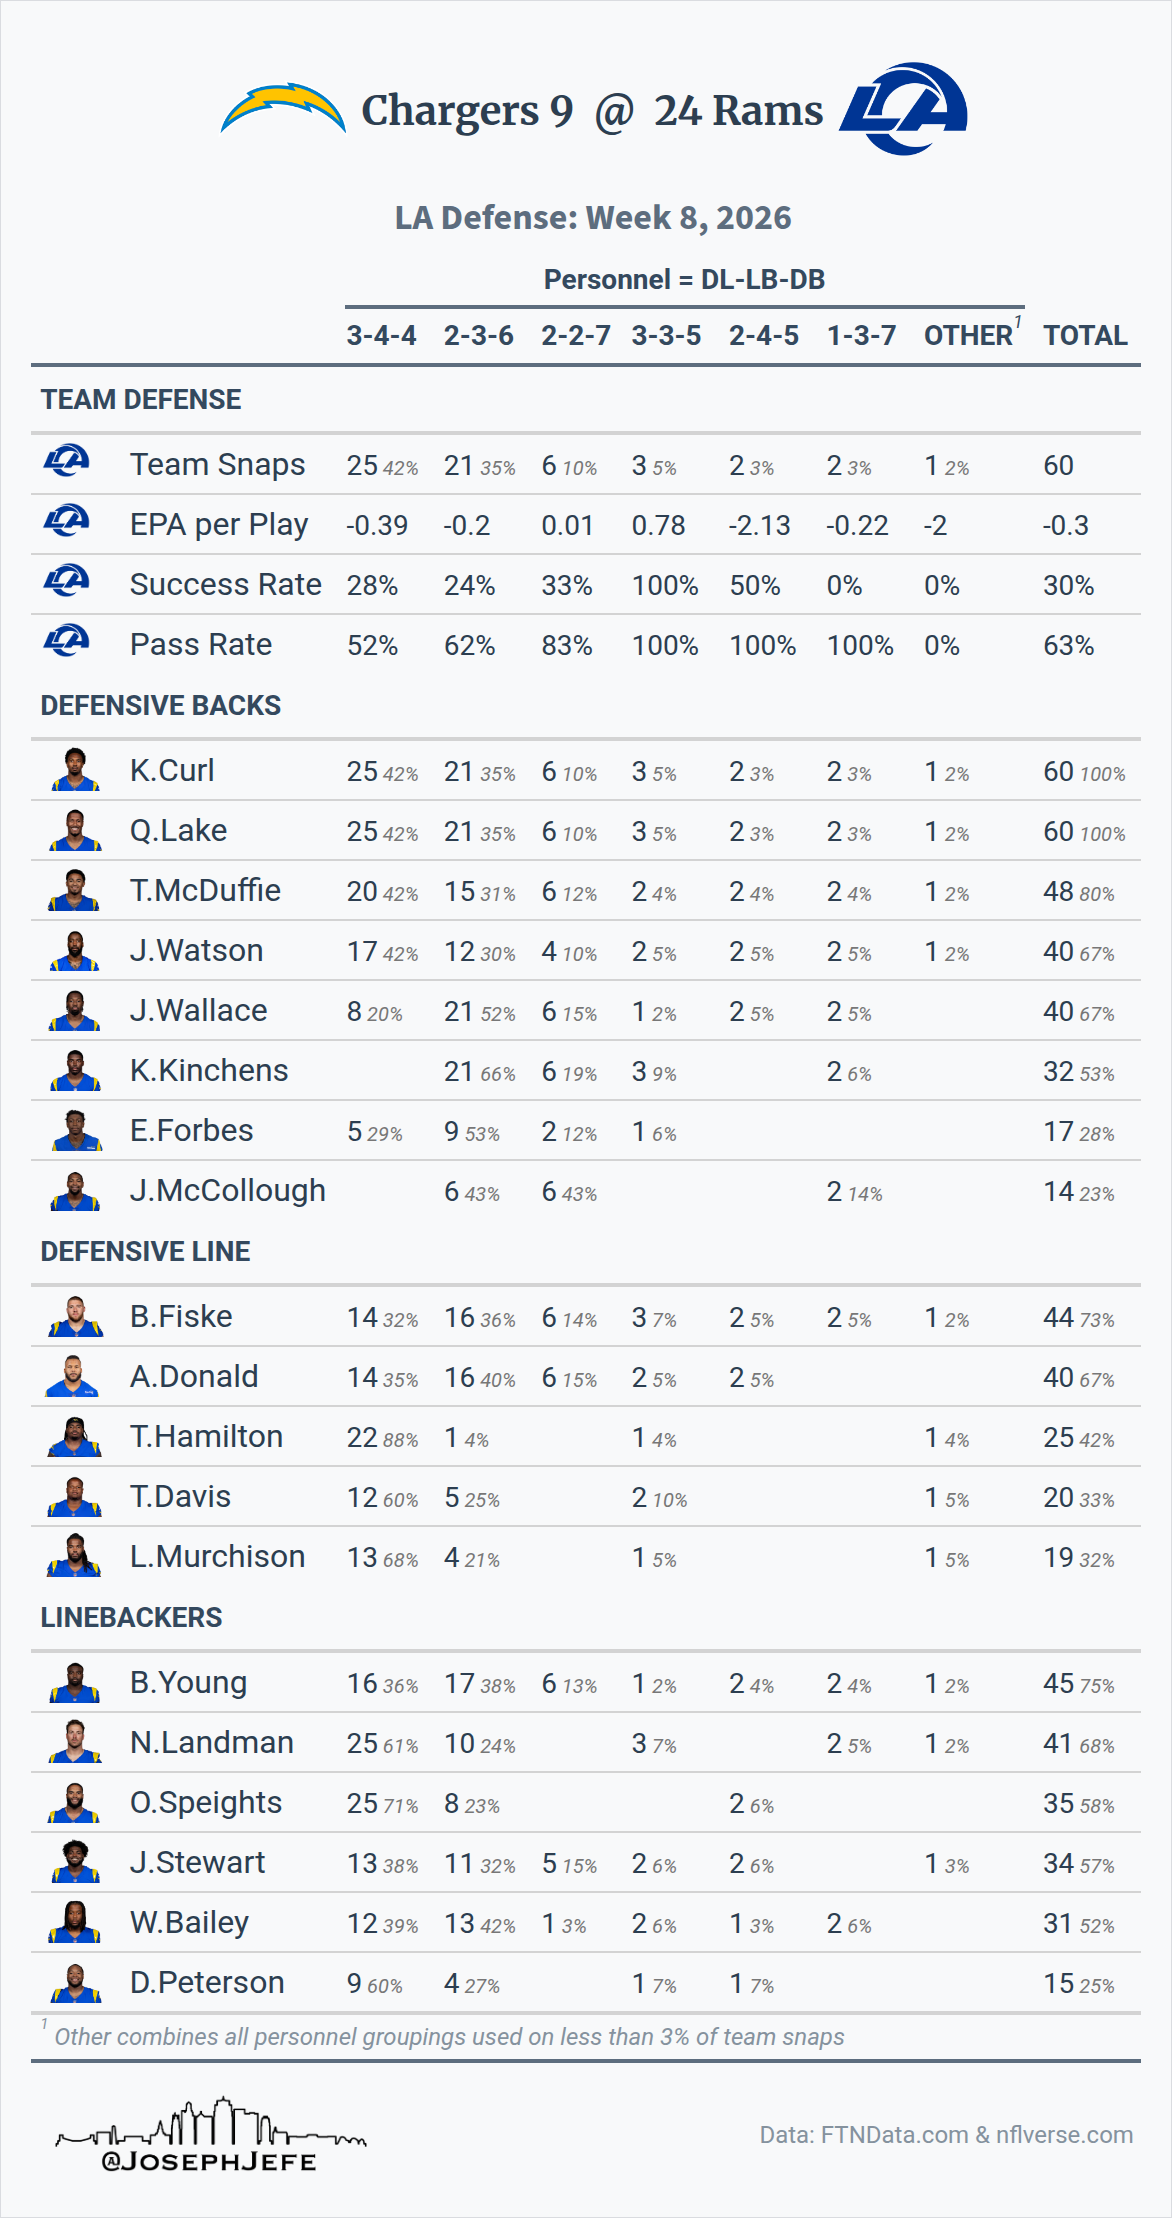 Chargers 9 @ 24 Rams
LA Defense: Week 8, 2026
Personnel = DL-LB-DB
3-4-4 2-3-6 2-2-7 3-3-5 2-4-5 1-3-7 OTHER1 TOTAL
TEAM DEFENSE
Team Snaps 25 42% 21 35% 6 10% 3 5% 2 3% 2 3% 1 2% 60
EPA per Play -0.39 -0.2 0.01 0.78 -2.13 -0.22 -2 -0.3
Success Rate 28% 24% 33% 100% 50% 0% 0% 30%
Pass Rate 52% 62% 83% 100% 100% 100% 0% 63%
DEFENSIVE BACKS
K.Curl 25 42% 21 35% 6 10% 3 5% 2 3% 2 3% 1 2% 60 100%
Q.Lake 25 42% 21 35% 6 10% 3 5% 2 3% 2 3% 1 2% 60 100%
T.McDuffie 20 42% 15 31% 6 12% 2 4% 2 4% 2 4% 1 2% 48 80%
J.Watson 17 42% 12 30% 4 10% 2 5% 2 5% 2 5% 1 2% 40 67%
J.Wallace 8 20% 21 52% 6 15% 1 2% 2 5% 2 5% 40 67%
K.Kinchens 21 66% 6 19% 3 9% 2 6% 32 53%
E.Forbes 5 29% 9 53% 2 12% 1 6% 17 28%
J.McCollough 6 43% 6 43% 2 14% 14 23%
DEFENSIVE LINE
B.Fiske 14 32% 16 36% 6 14% 3 7% 2 5% 2 5% 1 2% 44 73%
A.Donald 14 35% 16 40% 6 15% 2 5% 2 5% 40 67%
T.Hamilton 22 88% 1 4% 1 4% 1 4% 25 42%
T.Davis 12 60% 5 25% 2 10% 1 5% 20 33%
L.Murchison 13 68% 4 21% 1 5% 1 5% 19 32%
LINEBACKERS
B.Young 16 36% 17 38% 6 13% 1 2% 2 4% 2 4% 1 2% 45 75%
N.Landman 25 61% 10 24% 3 7% 2 5% 1 2% 41 68%
O.Speights 25 71% 8 23% 2 6% 35 58%
J.Stewart 13 38% 11 32% 5 15% 2 6% 2 6% 1 3% 34 57%
W.Bailey 12 39% 13 42% 1 3% 2 6% 1 3% 2 6% 31 52%
D.Peterson 9 60% 4 27% 1 7% 1 7% 15 25%
1 Other combines all personnel groupings used on less than 3% of team snaps
@JOSEPHJEFE
Data: FTNData.com & nflverse.com